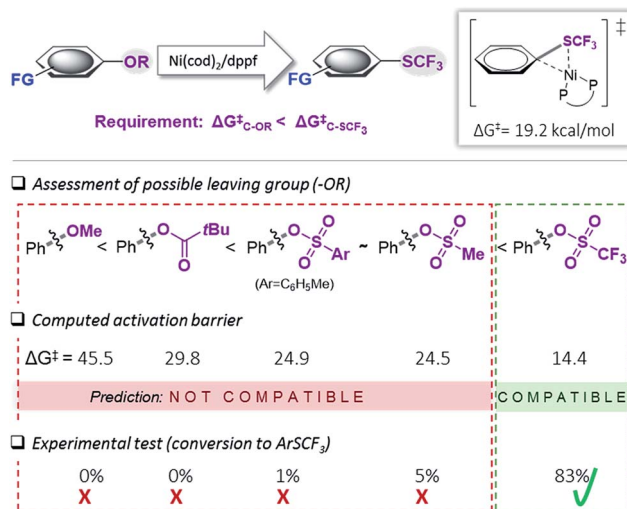 OR
FG
Ni(cod)₂/dppf
SCF₃
FG
SCF₃
Ni
P
P
‡
ΔG‡= 19.2 kcal/mol
Requirement: ΔG‡C-OR < ΔG‡C-SCF₃
Assessment of possible leaving group (-OR)
Ph OMe < Ph O O tBu < Ph O S O O Ar ~ Ph O S O O Me < Ph O S O O CF₃
(Ar=C₆H₅Me)
Computed activation barrier
ΔG‡ = 45.5 29.8 24.9 24.5 14.4
Prediction: NOT COMPATIBLE COMPATIBLE
Experimental test (conversion to ArSCF₃)
0% 0% 1% 5% 83%
X X X X ✓